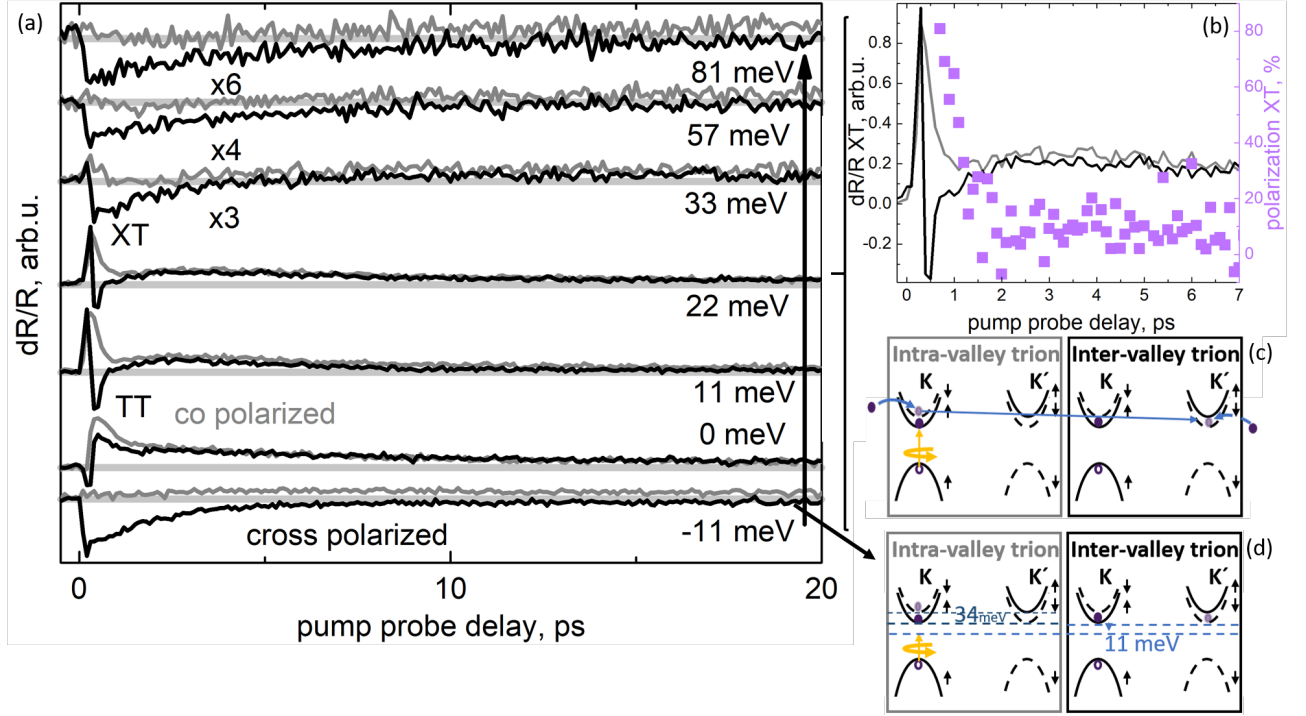 (a)
81 meV
x6
57 meV
x4
33 meV
x3
XT
22 meV
11 meV
TT
co polarized
0 meV
cross polarized
-11 meV
dR/R, arb.u.
0
10
20
pump probe delay, ps
(b)
0.8
0.6
0.4
0.2
0.0
-0.2
dR/R XT, arb.u.
80
60
40
20
0
polarization XT, %
0
1
2
3
4
5
6
7
pump probe delay, ps
(c)
Intra-valley trion
Inter-valley trion
K
K´
K
K´
(d)
Intra-valley trion
Inter-valley trion
K
K´
K
K´
34meV
11 meV